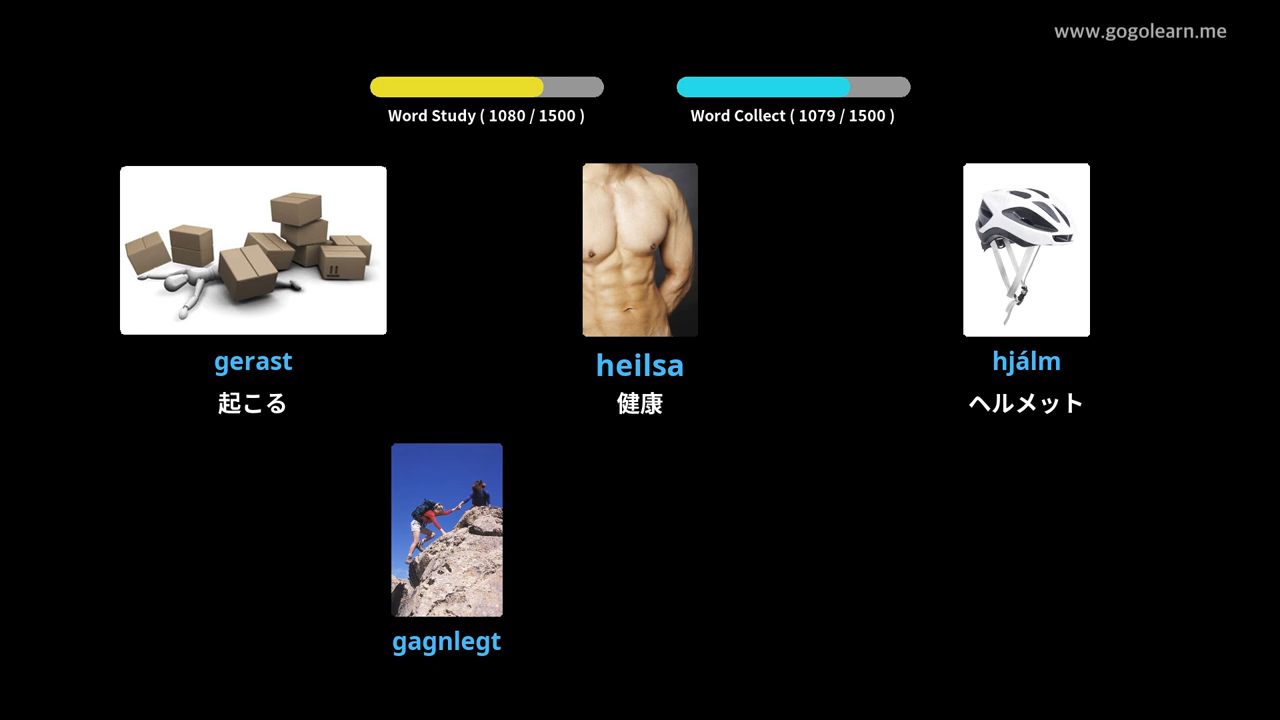 www.gogolearn.me
Word Study ( 1080 / 1500 )
Word Collect ( 1079 / 1500 )
gerast
起こる
heilsa
健康
hjálm
ヘルメット
gagnlegt